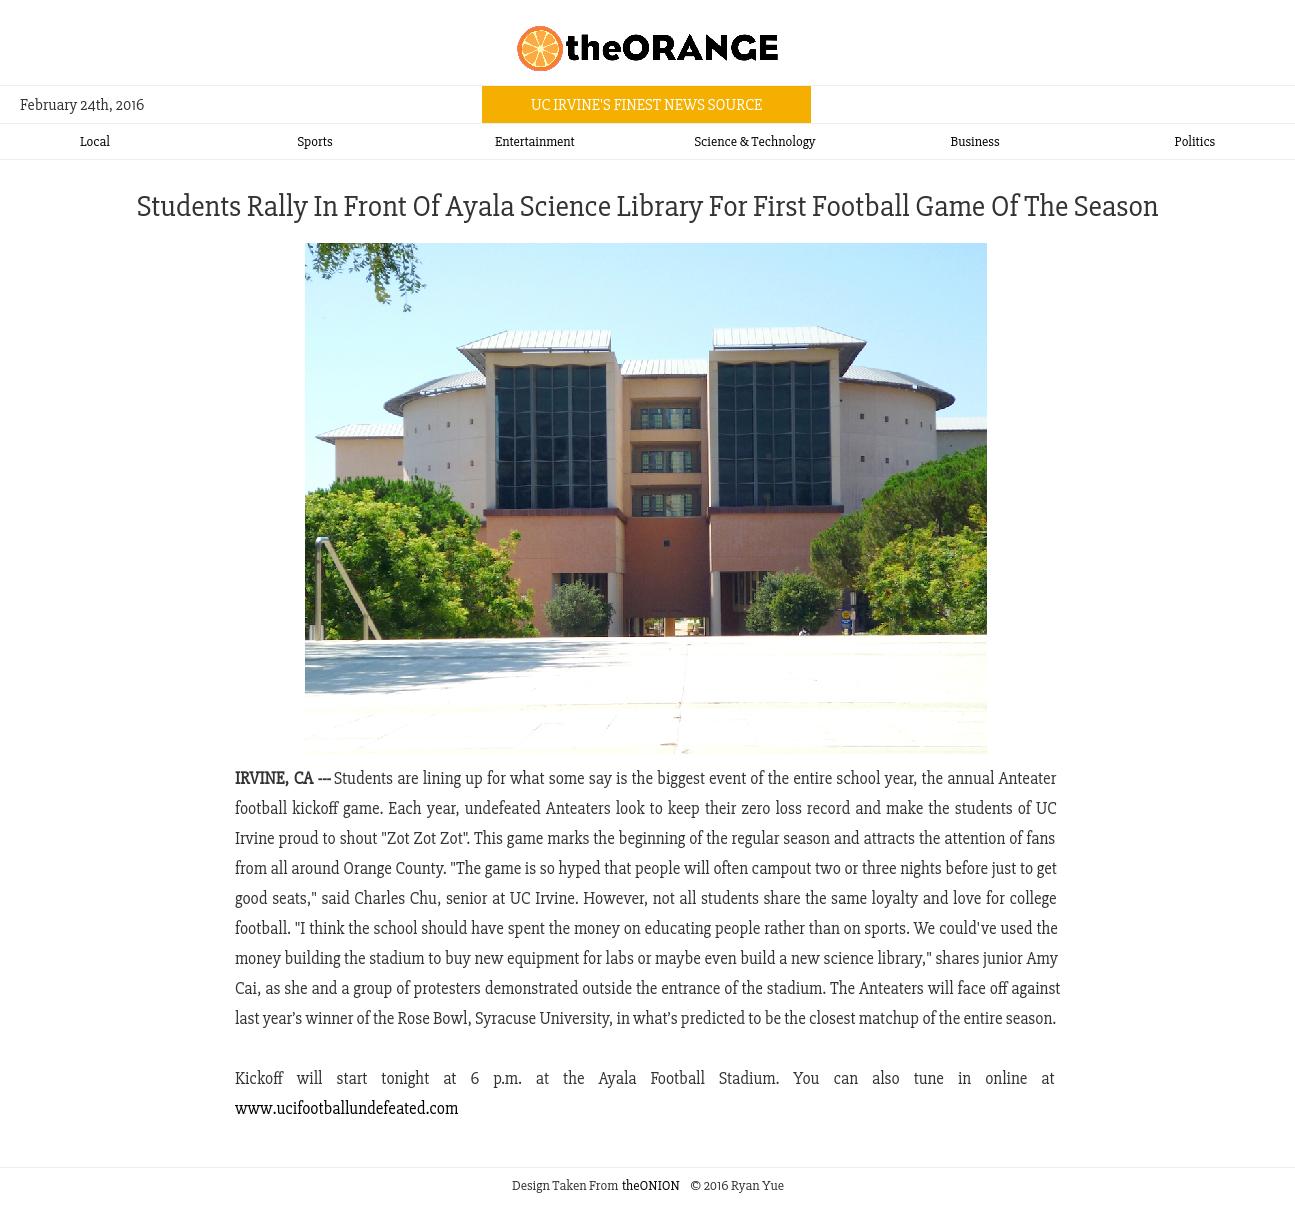 theORANGE
February 24th, 2016
UC IRVINE'S FINEST NEWS SOURCE
Local Sports Entertainment Science & Technology Business Politics
Students Rally In Front Of Ayala Science Library For First Football Game Of The Season
IRVINE, CA --- Students are lining up for what some say is the biggest event of the entire school year, the annual Anteater
football kickoff game. Each year, undefeated Anteaters look to keep their zero loss record and make the students of UC
Irvine proud to shout "Zot Zot Zot". This game marks the beginning of the regular season and attracts the attention of fans
from all around Orange County. "The game is so hyped that people will often campout two or three nights before just to get
good seats," said Charles Chu, senior at UC Irvine. However, not all students share the same loyalty and love for college
football. "I think the school should have spent the money on educating people rather than on sports. We could've used the
money building the stadium to buy new equipment for labs or maybe even build a new science library," shares junior Amy
Cai, as she and a group of protesters demonstrated outside the entrance of the stadium. The Anteaters will face off against
last year’s winner of the Rose Bowl, Syracuse University, in what’s predicted to be the closest matchup of the entire season.
Kickoff will start tonight at 6 p.m. at the Ayala Football Stadium. You can also tune in online at
www.ucifootballundefeated.com
Design Taken From theONION © 2016 Ryan Yue